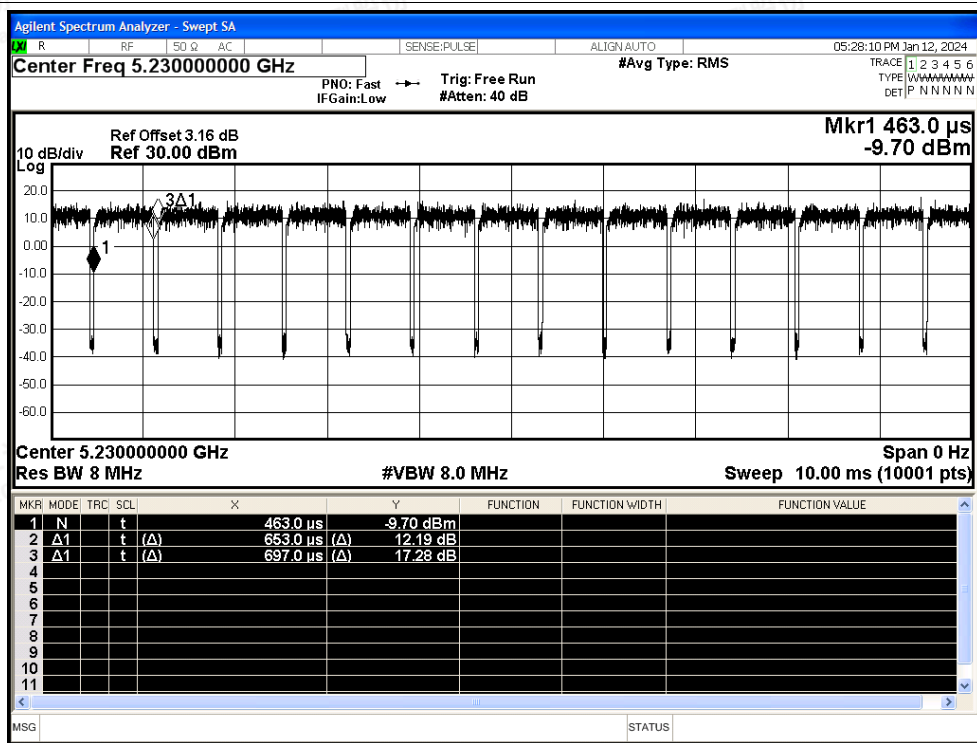 Agilent Spectrum Analyzer - Swept SA
LXI R RF 50 Ω AC SENSE:PULSE ALIGN AUTO 05:28:10 PM Jan 12, 2024
Center Freq 5.230000000 GHz #Avg Type: RMS TRACE 1 2 3 4 5 6
PNO: Fast Trig: Free Run TYPE W
IFGain:Low #Atten: 40 dB DET P N N N N N
Ref Offset 3.16 dB Mkr1 463.0 µs
10 dB/div Ref 30.00 dBm -9.70 dBm
Log
20.0
3Δ1
10.0
0.00
1
-10.0
-20.0
-30.0
-40.0
-50.0
-60.0
Center 5.230000000 GHz Span 0 Hz
Res BW 8 MHz #VBW 8.0 MHz Sweep 10.00 ms (10001 pts)
MKR MODE TRC SCL X Y FUNCTION FUNCTION WIDTH FUNCTION VALUE
1 N t 463.0 µs -9.70 dBm
2 Δ1 t (Δ) 653.0 µs (Δ) 12.19 dB
3 Δ1 t (Δ) 697.0 µs (Δ) 17.28 dB
4
5
6
7
8
9
10
11
MSG STATUS